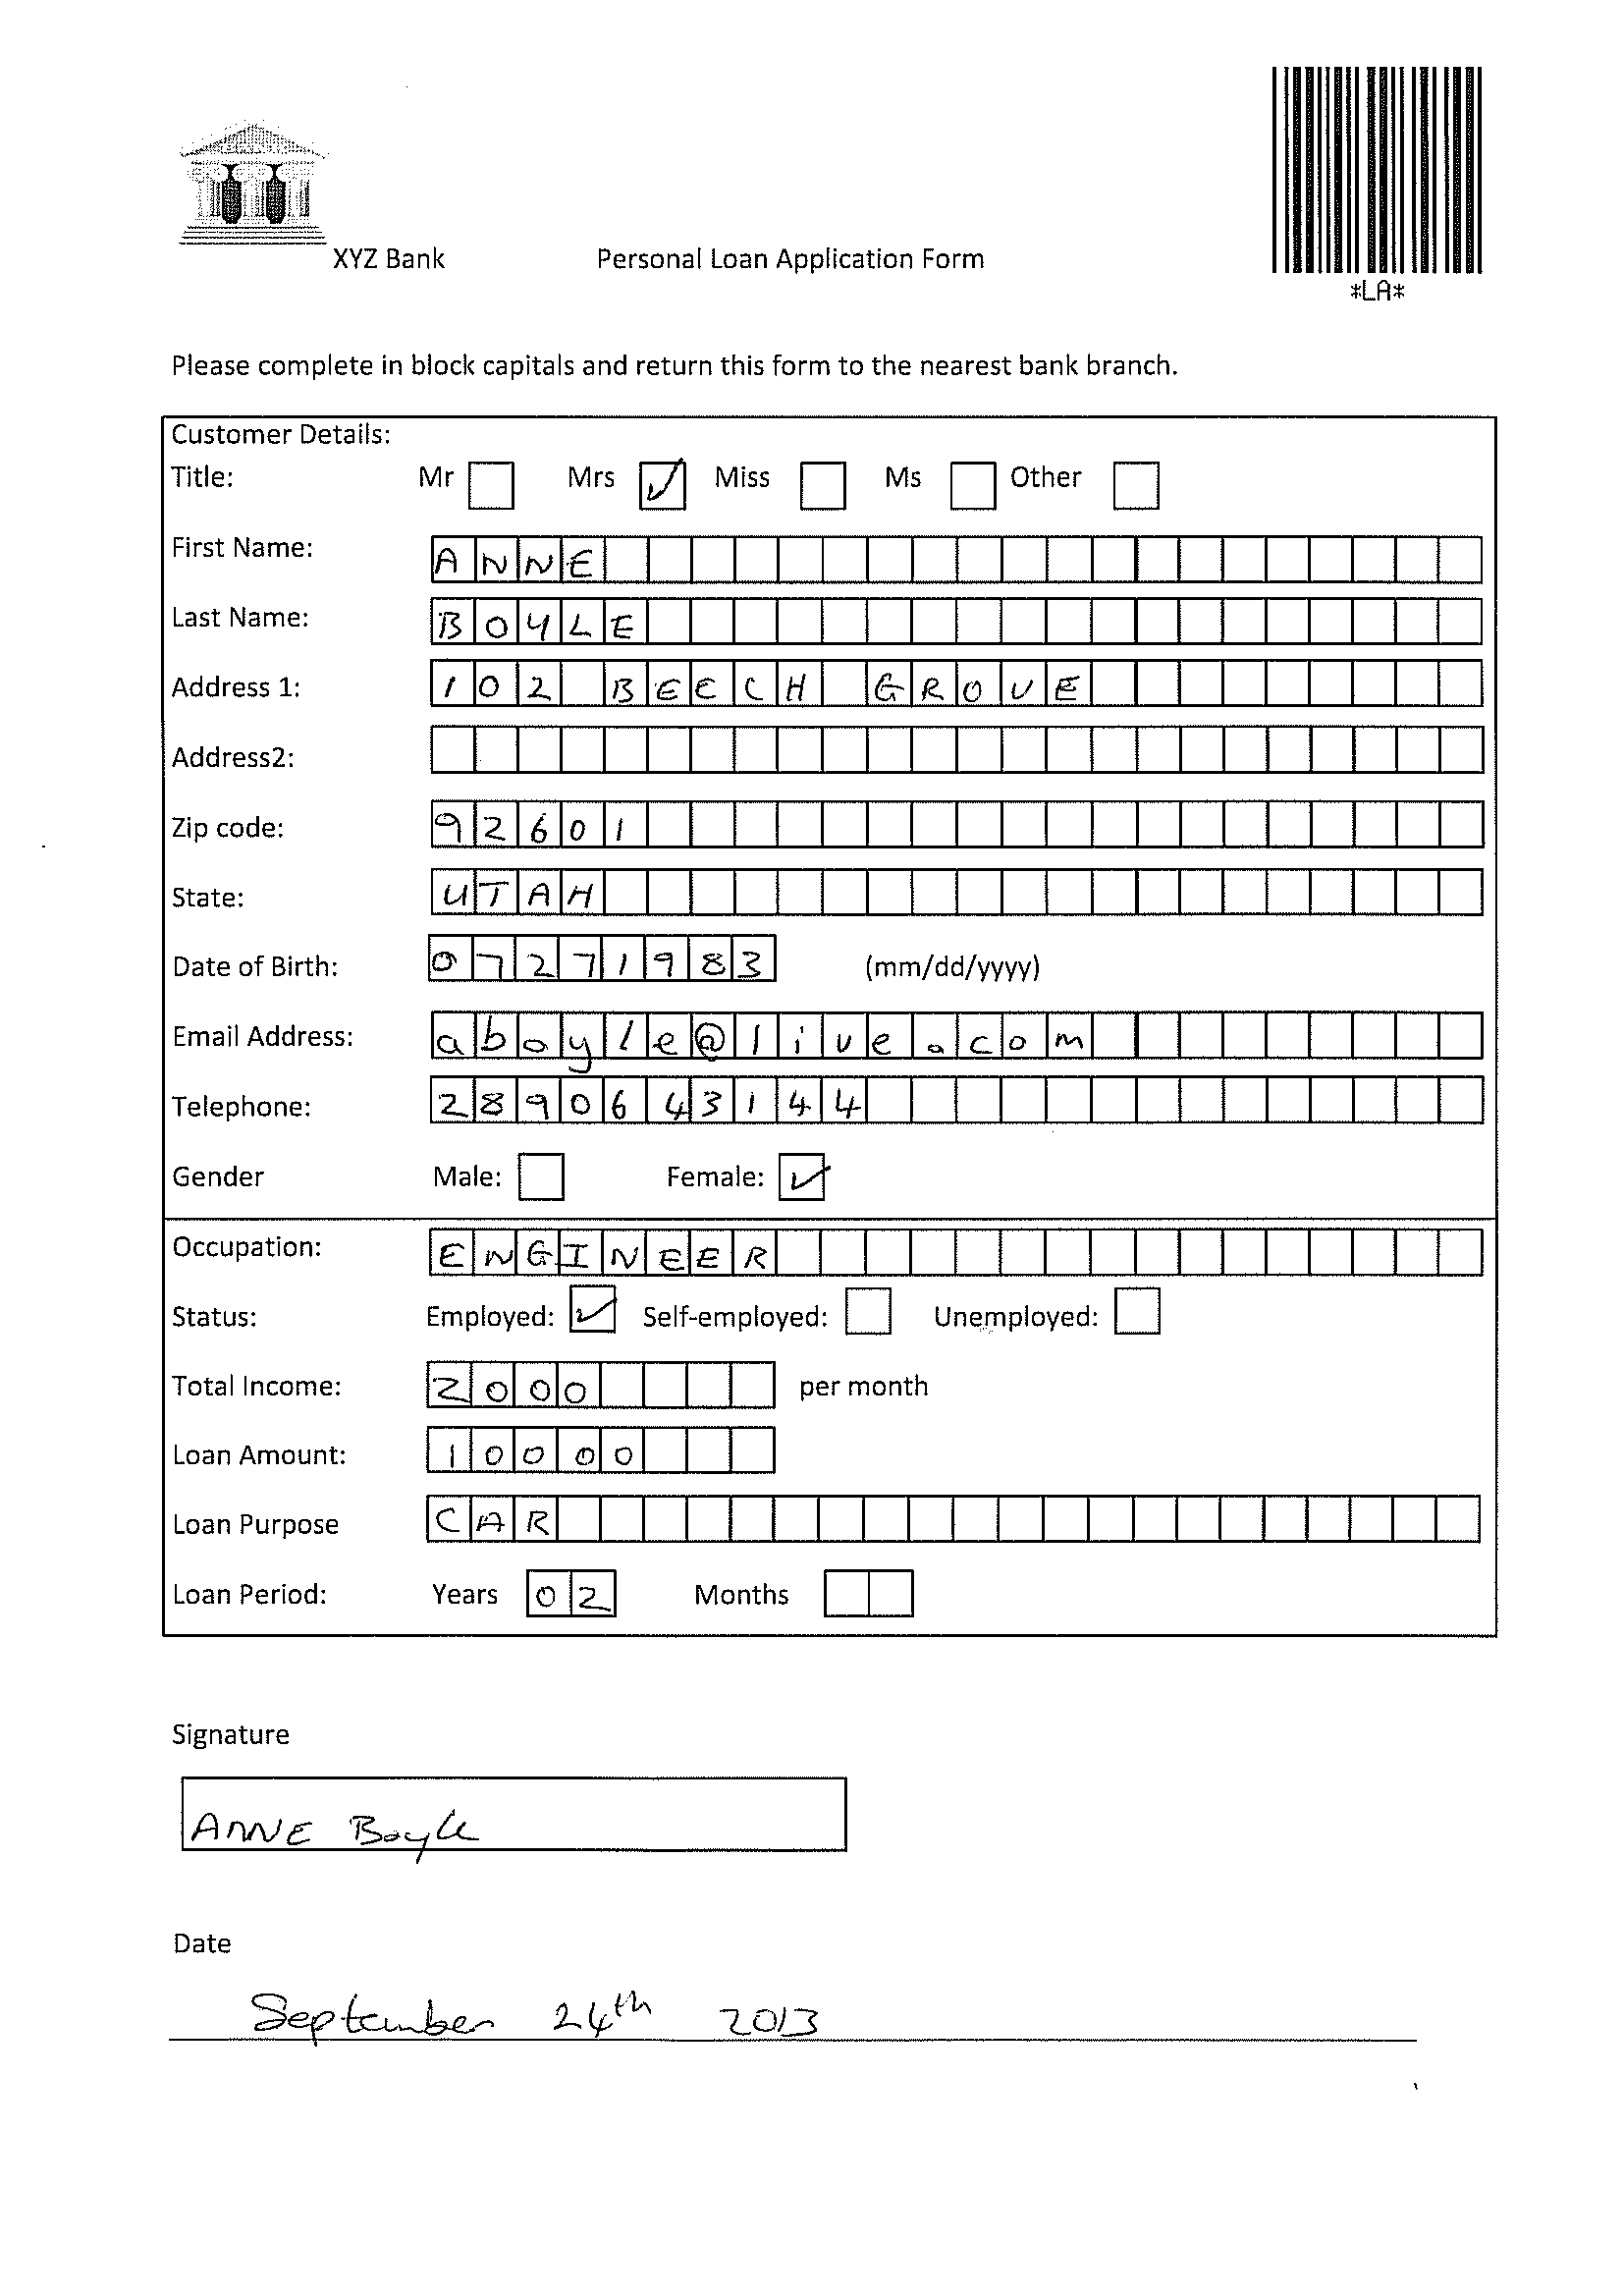 XYZ Bank Personal Loan Application Form
*LA*
Please complete in block capitals and return this form to the nearest bank branch.
Customer Details:
Title: Mr Mrs ✓ Miss Ms Other
First Name: ANNE
Last Name: BOYLE
Address 1: 102 BEECH GROVE
Address2:
Zip code: 92601
State: UTAH
Date of Birth: 07271983 (mm/dd/yyyy)
Email Address: aboyle@live.com
Telephone: 2890643144
Gender Male: Female: ✓
Occupation: ENGINEER
Status: Employed: ✓ Self-employed: Unemployed:
Total Income: 2000 per month
Loan Amount: 10000
Loan Purpose CAR
Loan Period: Years 02 Months
Signature
ANNE Boyle
Date
September 24th 2013